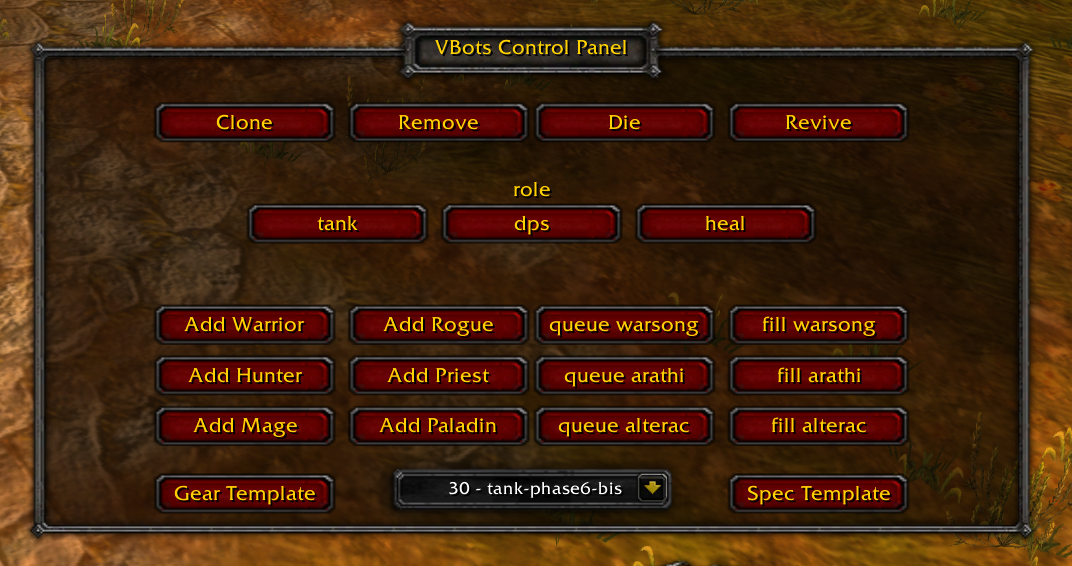 VBots Control Panel
Clone Remove Die Revive
role
tank dps heal
Add Warrior Add Rogue queue warsong fill warsong
Add Hunter Add Priest queue arathi fill arathi
Add Mage Add Paladin queue alterac fill alterac
Gear Template 30 - tank-phase6-bis Spec Template